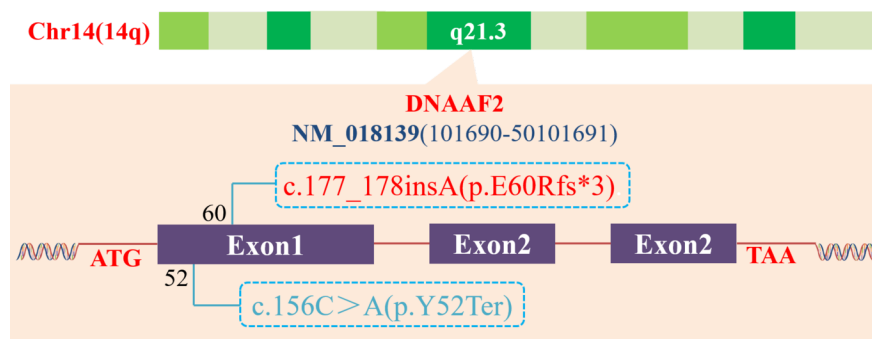 Chr14(14q)
q21.3
DNAAF2
NM_018139(101690-50101691)
c.177_178insA(p.E60Rfs*3)
60
ATG
Exon1
Exon2
Exon2
TAA
52
c.156C＞A(p.Y52Ter)